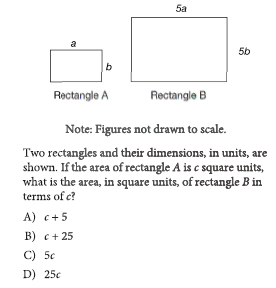 5a
a
5b
b
Rectangle A Rectangle B
Note: Figures not drawn to scale.
Two rectangles and their dimensions, in units, are
shown. If the area of rectangle A is c square units,
what is the area, in square units, of rectangle B in
terms of c?
A) c + 5
B) c + 25
C) 5c
D) 25c